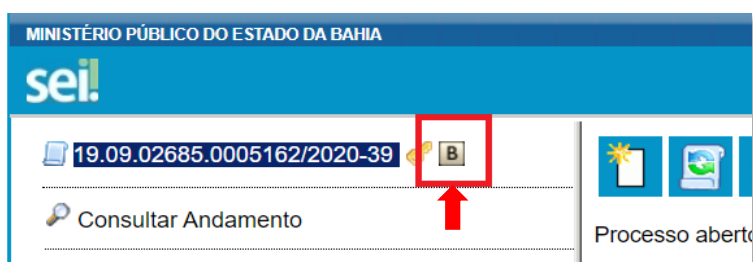 MINISTÉRIO PÚBLICO DO ESTADO DA BAHIA
sei!
19.09.02685.0005162/2020-39 B
Consultar Andamento
Processo aberto